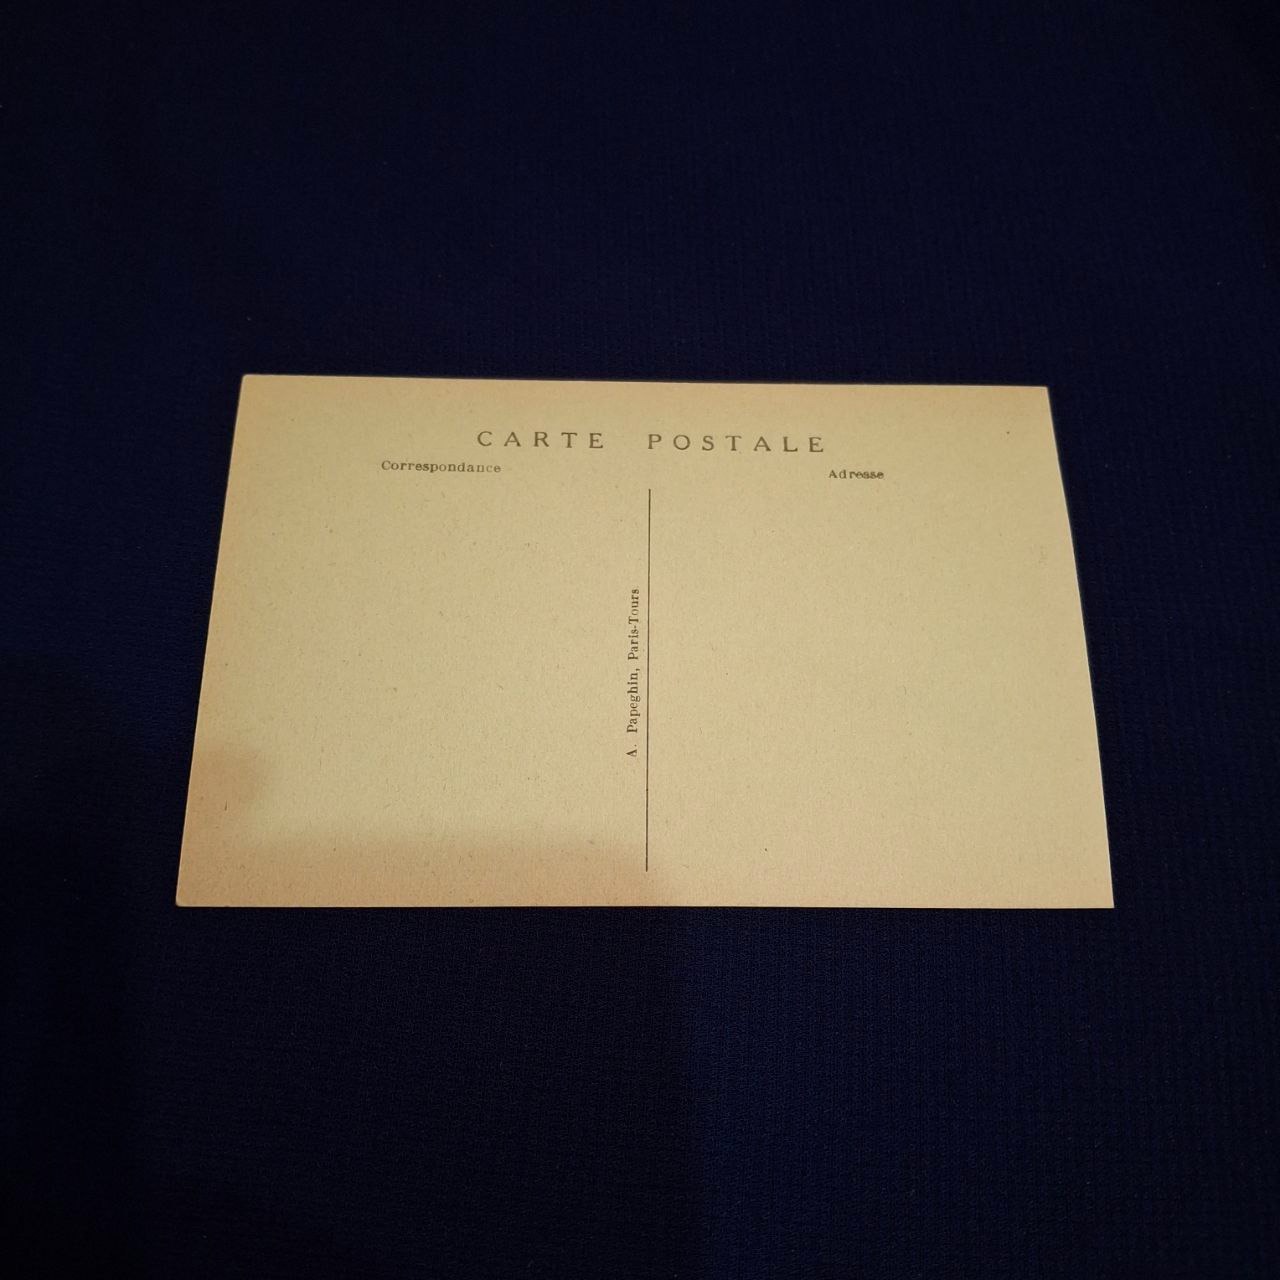 CARTE POSTALE
Correspondance
Adresse
A. Papeghin, Paris-Tours